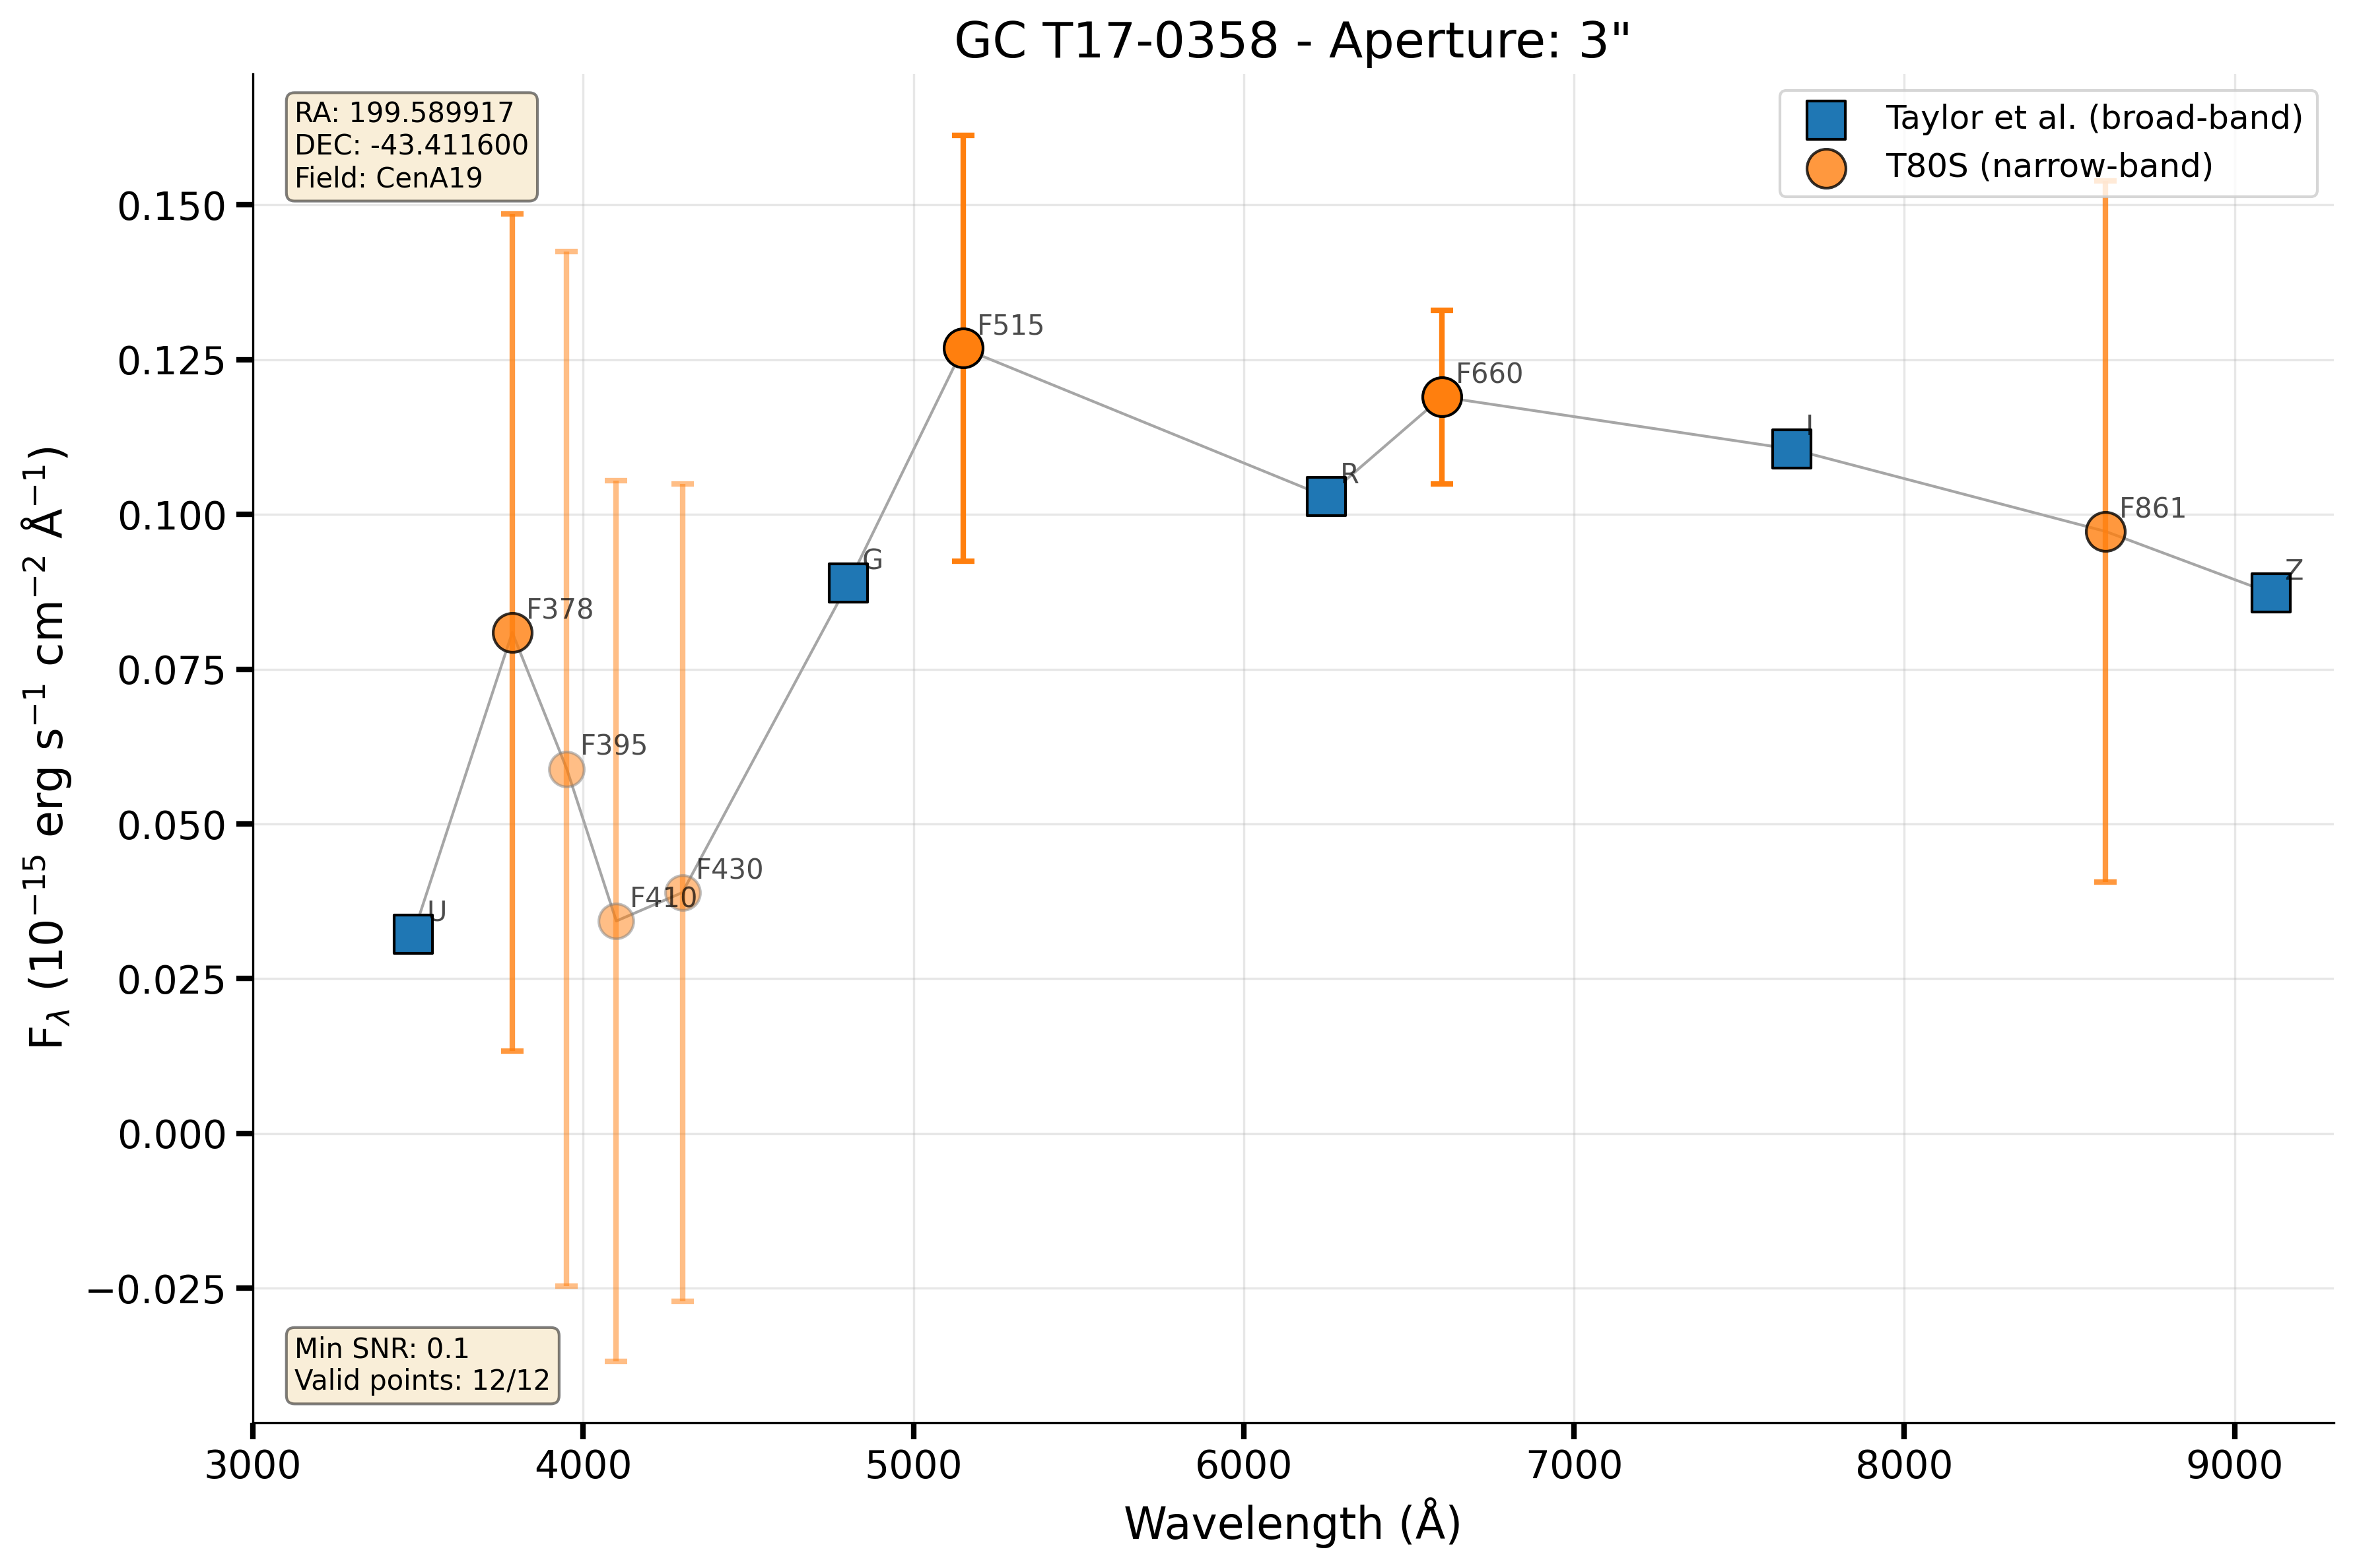 GC T17-0358 - Aperture: 3"
RA: 199.589917
DEC: -43.411600
Field: CenA19
Taylor et al. (broad-band)
T80S (narrow-band)
0.150
0.125
0.100
0.075
0.050
0.025
0.000
−0.025
F_λ (10⁻¹⁵ erg s⁻¹ cm⁻² Å⁻¹)
U
F378
F395
F410
F430
G
F515
R
F660
I
F861
Z
Min SNR: 0.1
Valid points: 12/12
3000 4000 5000 6000 7000 8000 9000
Wavelength (Å)